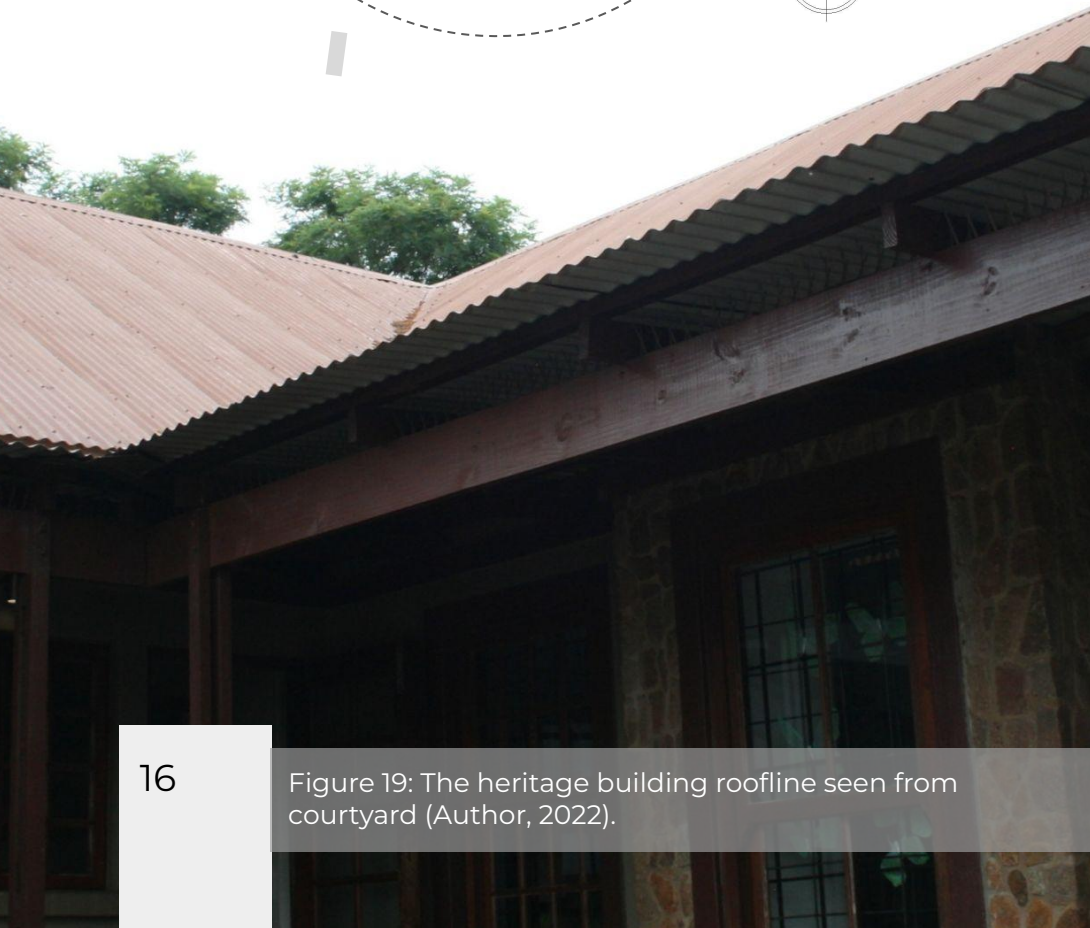 16
Figure 19: The heritage building roofline seen from
courtyard (Author, 2022).